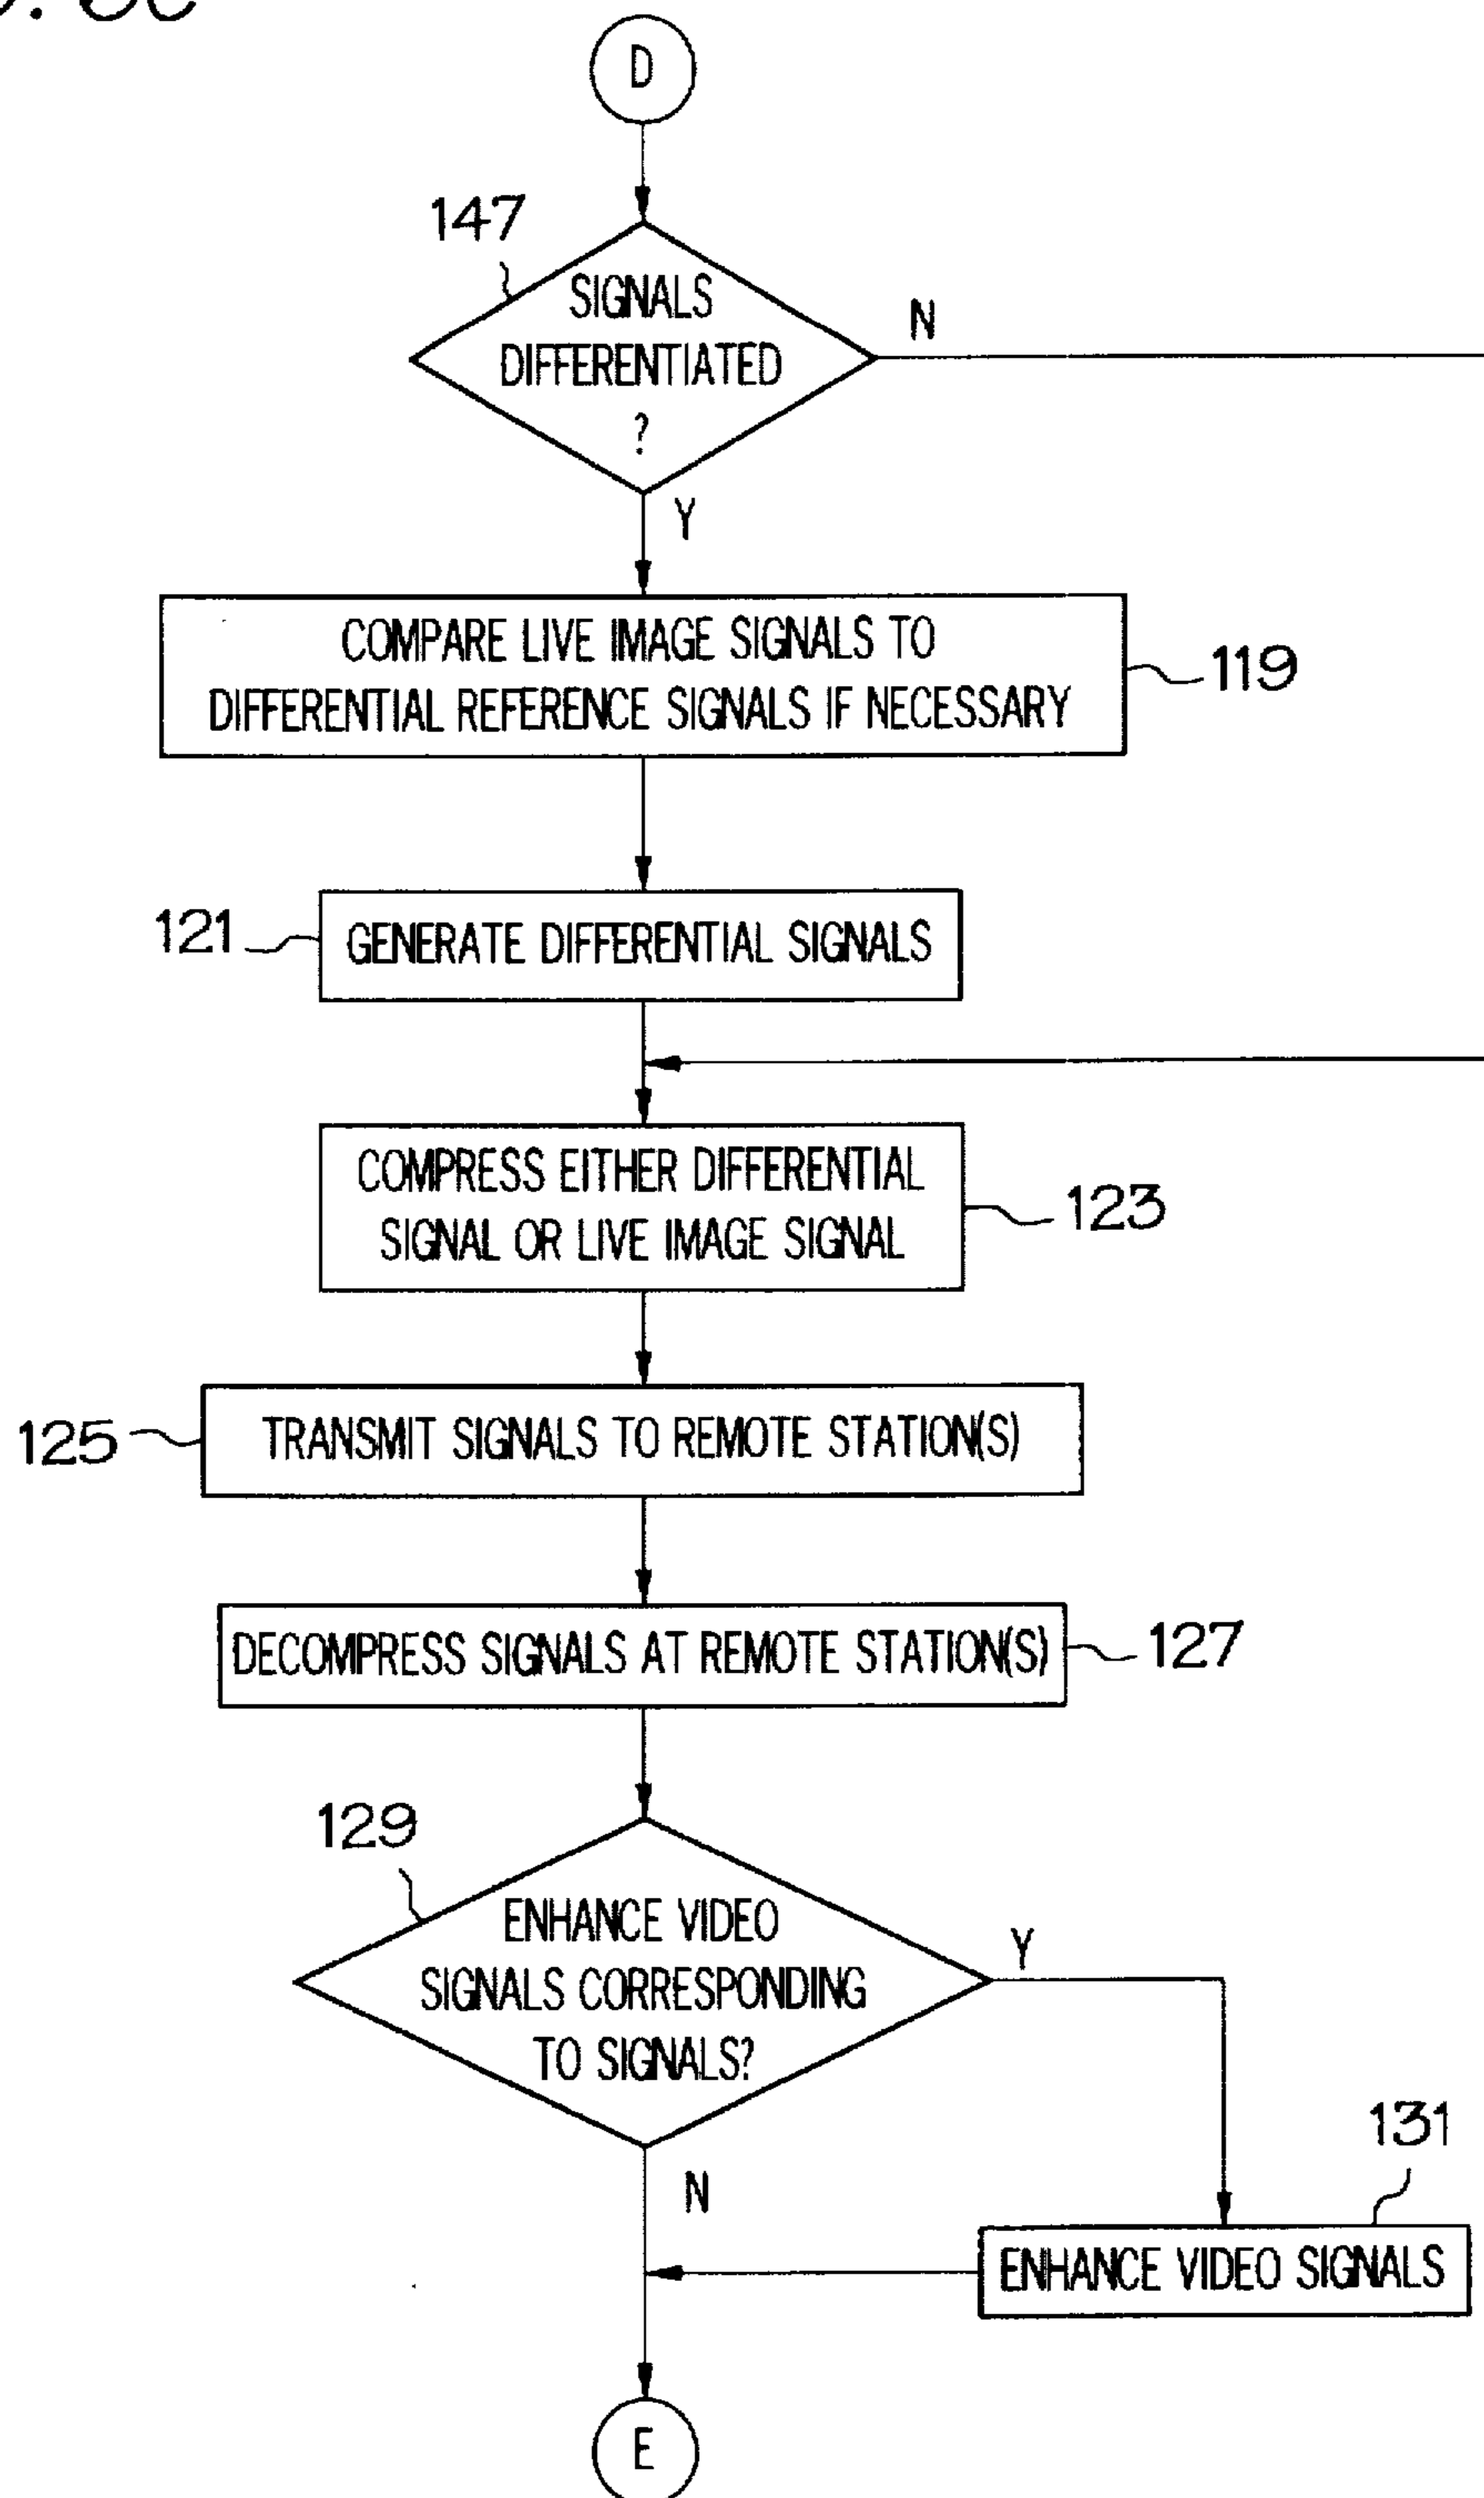 D
147
SIGNALS
DIFFERENTIATED
?
N
Y
COMPARE LIVE IMAGE SIGNALS TO
DIFFERENTIAL REFERENCE SIGNALS IF NECESSARY
119
121
GENERATE DIFFERENTIAL SIGNALS
COMPRESS EITHER DIFFERENTIAL
SIGNAL OR LIVE IMAGE SIGNAL
123
125
TRANSMIT SIGNALS TO REMOTE STATION(S)
DECOMPRESS SIGNALS AT REMOTE STATION(S)
127
129
ENHANCE VIDEO
SIGNALS CORRESPONDING
TO SIGNALS?
Y
N
131
ENHANCE VIDEO SIGNALS
E